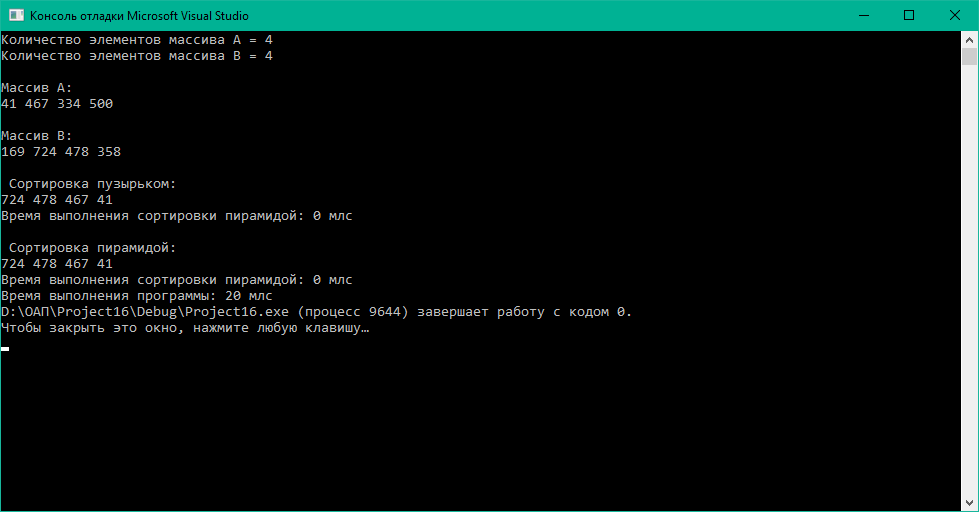 Консоль отладки Microsoft Visual Studio
Количество элементов массива A = 4
Количество элементов массива B = 4
Массив A:
41 467 334 500
Массив B:
169 724 478 358
Сортировка пузырьком:
724 478 467 41
Время выполнения сортировки пирамидой: 0 млс
Сортировка пирамидой:
724 478 467 41
Время выполнения сортировки пирамидой: 0 млс
Время выполнения программы: 20 млс
D:\ОАП\Project16\Debug\Project16.exe (процесс 9644) завершает работу с кодом 0.
Чтобы закрыть это окно, нажмите любую клавишу…